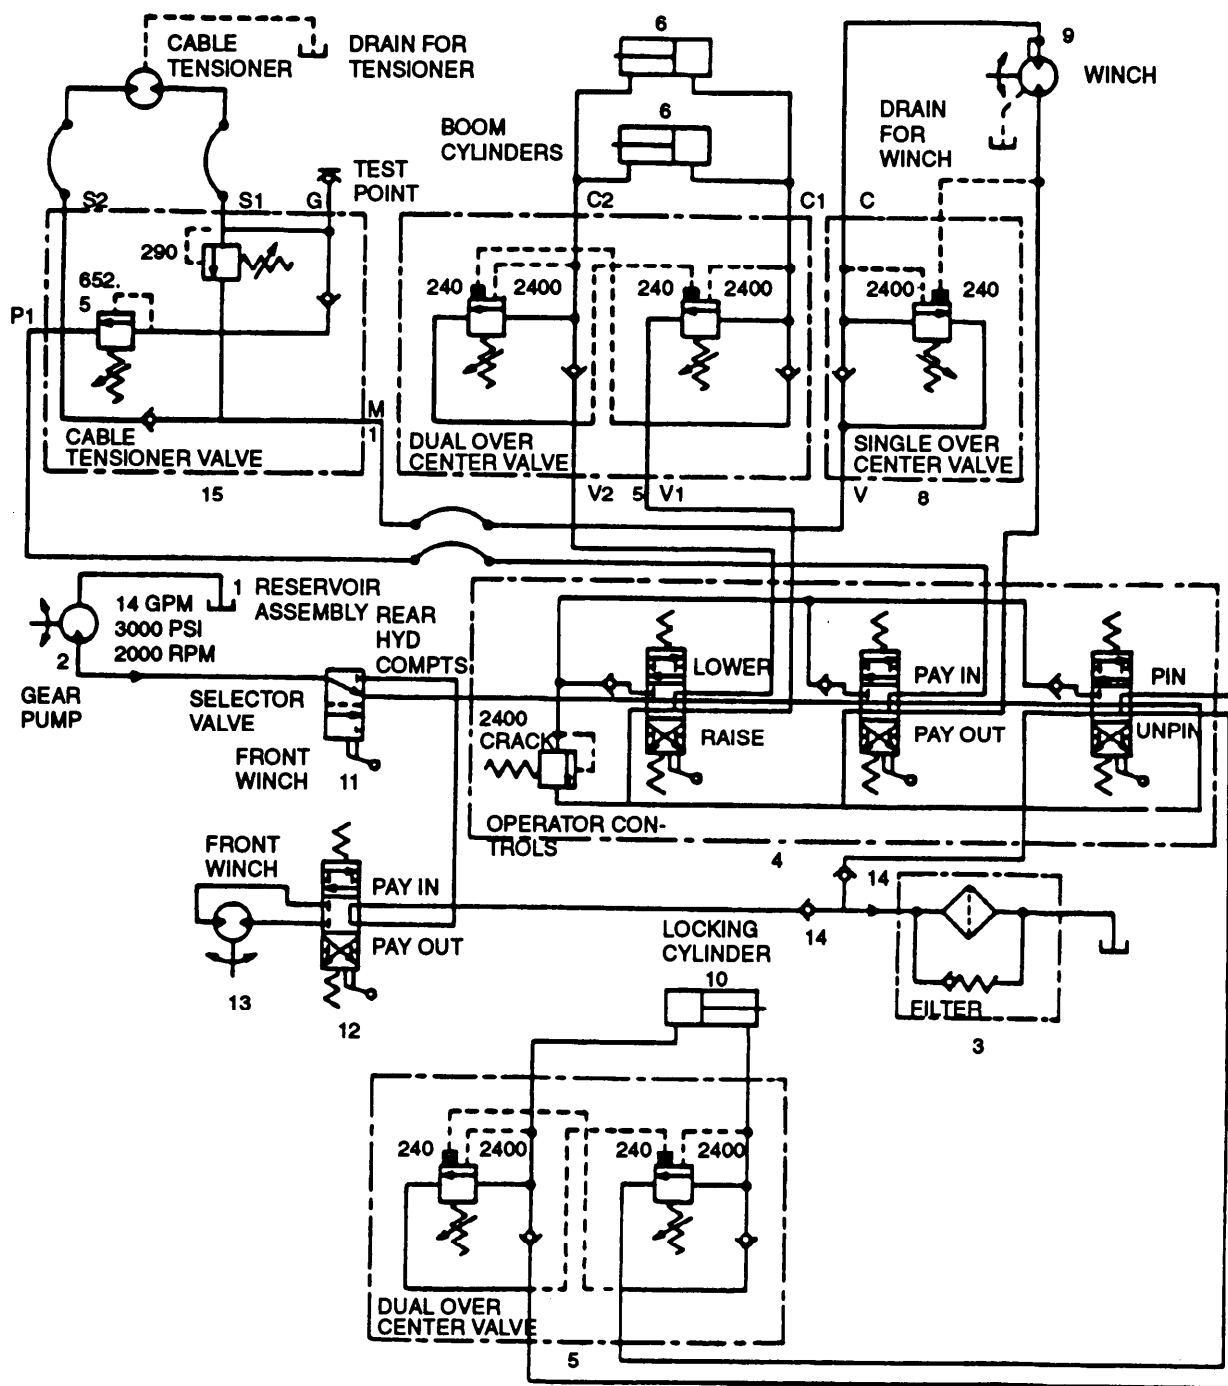 6
9
CABLE
TENSIONER
DRAIN FOR
TENSIONER
WINCH
6
BOOM
CYLINDERS
DRAIN
FOR
WINCH
TEST
POINT
S2
S1
G
C2
C1
C
290
652.
5
240
2400
240
2400
2400
240
P1
M
1
CABLE
TENSIONER VALVE
15
DUAL OVER
CENTER VALVE
V2
5
V1
SINGLE OVER
CENTER VALVE
V
8
1
RESERVOIR
ASSEMBLY
14 GPM
3000 PSI
2000 RPM
REAR
HYD
COMPTS
2
GEAR
PUMP
SELECTOR
VALVE
FRONT
WINCH
11
LOWER
RAISE
2400
CRACK
PAY IN
PAY OUT
PIN
UNPIN
OPERATOR CON-
TROLS
4
FRONT
WINCH
PAY IN
PAY OUT
13
12
14
14
LOCKING
CYLINDER
10
FILTER
3
240
2400
240
2400
DUAL OVER
CENTER VALVE
5